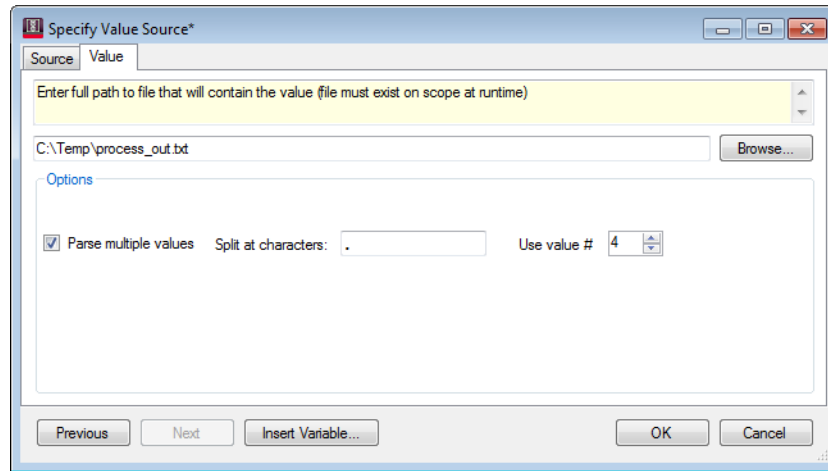 Specify Value Source*
Source Value
Enter full path to file that will contain the value (file must exist on scope at runtime)
C:\Temp\process_out.txt Browse...
Options
Parse multiple values Split at characters: . Use value # 4
Previous Next Insert Variable... OK Cancel